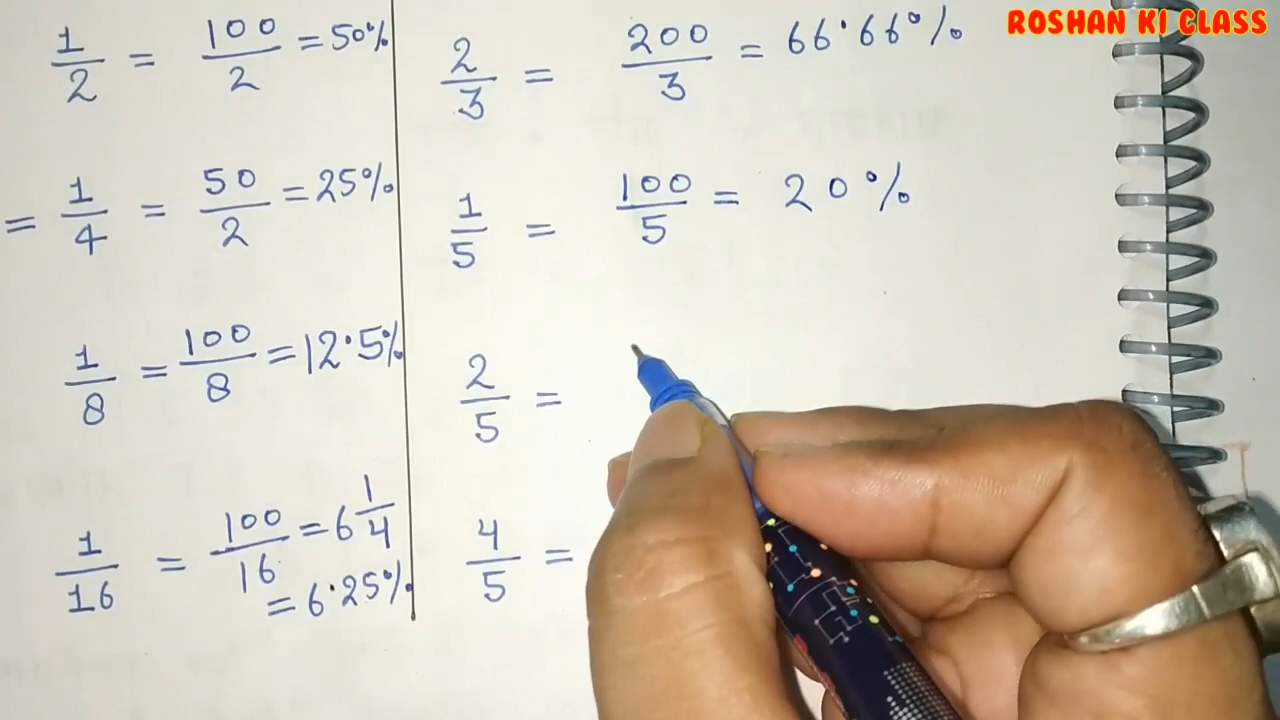 ROSHAN KI CLASS
1/2 = 100/2 = 50%
= 1/4 = 50/2 = 25%
1/8 = 100/8 = 12.5%
1/16 = 100/16 = 6 1/4
= 6.25%
2/3 = 200/3 = 66.66%
1/5 = 100/5 = 20%
2/5 =
4/5 =